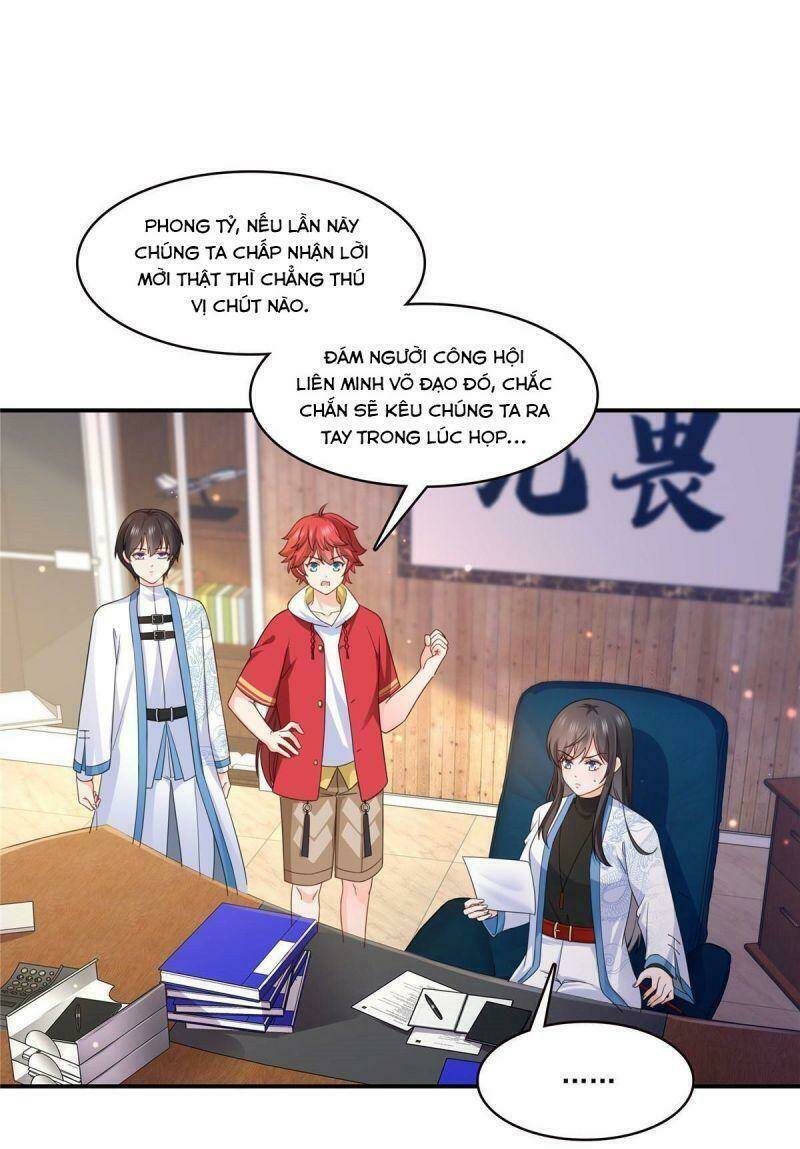 PHONG TỶ, NẾU LẦN NÀY
CHÚNG TA CHẤP NHẬN LỜI
MỜI THẬT THÌ CHẲNG THÚ
VỊ CHÚT NÀO.
ĐÁM NGƯỜI CÔNG HỘI
LIÊN MINH VÕ ĐẠO ĐÓ, CHẮC
CHẮN SẼ KÊU CHÚNG TA RA
TAY TRONG LÚC HỌP...
畏
......